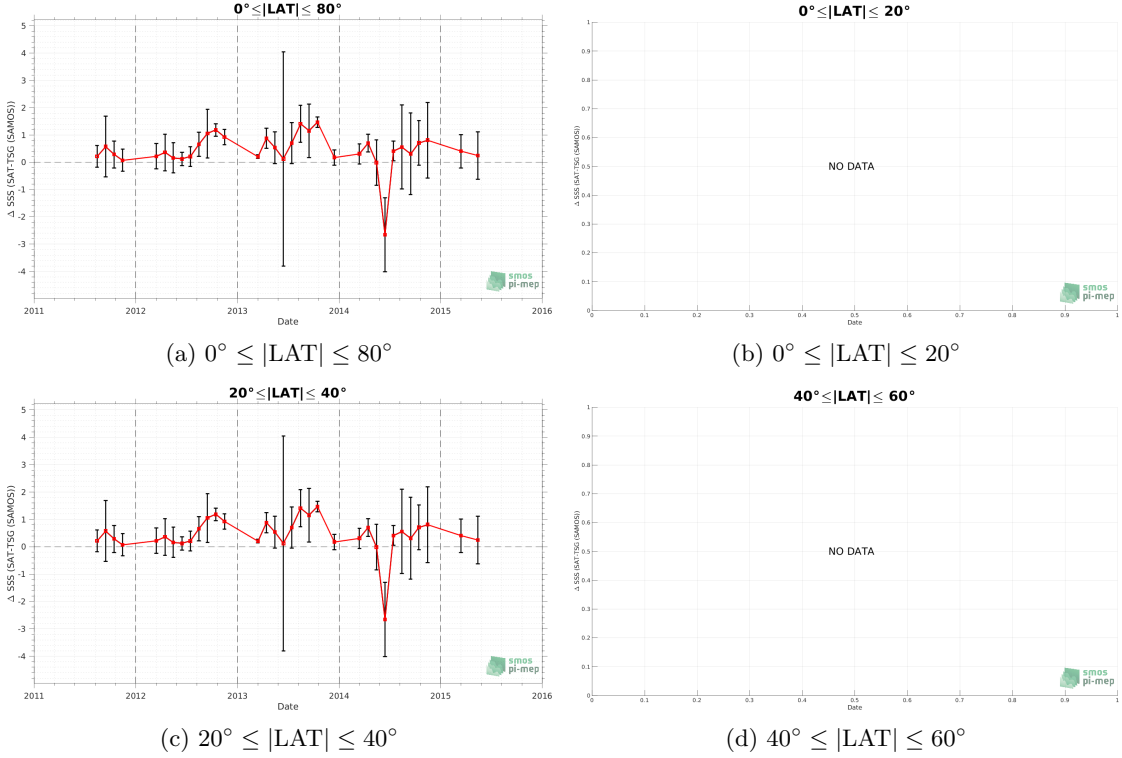 0°≤|LAT|≤ 80°
5
4
3
2
1
0
-1
-2
-3
-4
Δ SSS (SAT-TSG (SAMOS))
2011 2012 2013 2014 2015 2016
Date
smos
pi-mep
(a) 0° ≤ |LAT| ≤ 80°
0°≤|LAT|≤ 20°
1
0.9
0.8
0.7
0.6
0.5
0.4
0.3
0.2
0.1
0
Δ SSS (SAT-TSG (SAMOS))
NO DATA
0 0.1 0.2 0.3 0.4 0.5 0.6 0.7 0.8 0.9 1
Date
smos
pi-mep
(b) 0° ≤ |LAT| ≤ 20°
20°≤|LAT|≤ 40°
5
4
3
2
1
0
-1
-2
-3
-4
Δ SSS (SAT-TSG (SAMOS))
2011 2012 2013 2014 2015 2016
Date
smos
pi-mep
(c) 20° ≤ |LAT| ≤ 40°
40°≤|LAT|≤ 60°
1
0.9
0.8
0.7
0.6
0.5
0.4
0.3
0.2
0.1
0
Δ SSS (SAT-TSG (SAMOS))
NO DATA
0 0.1 0.2 0.3 0.4 0.5 0.6 0.7 0.8 0.9 1
Date
smos
pi-mep
(d) 40° ≤ |LAT| ≤ 60°